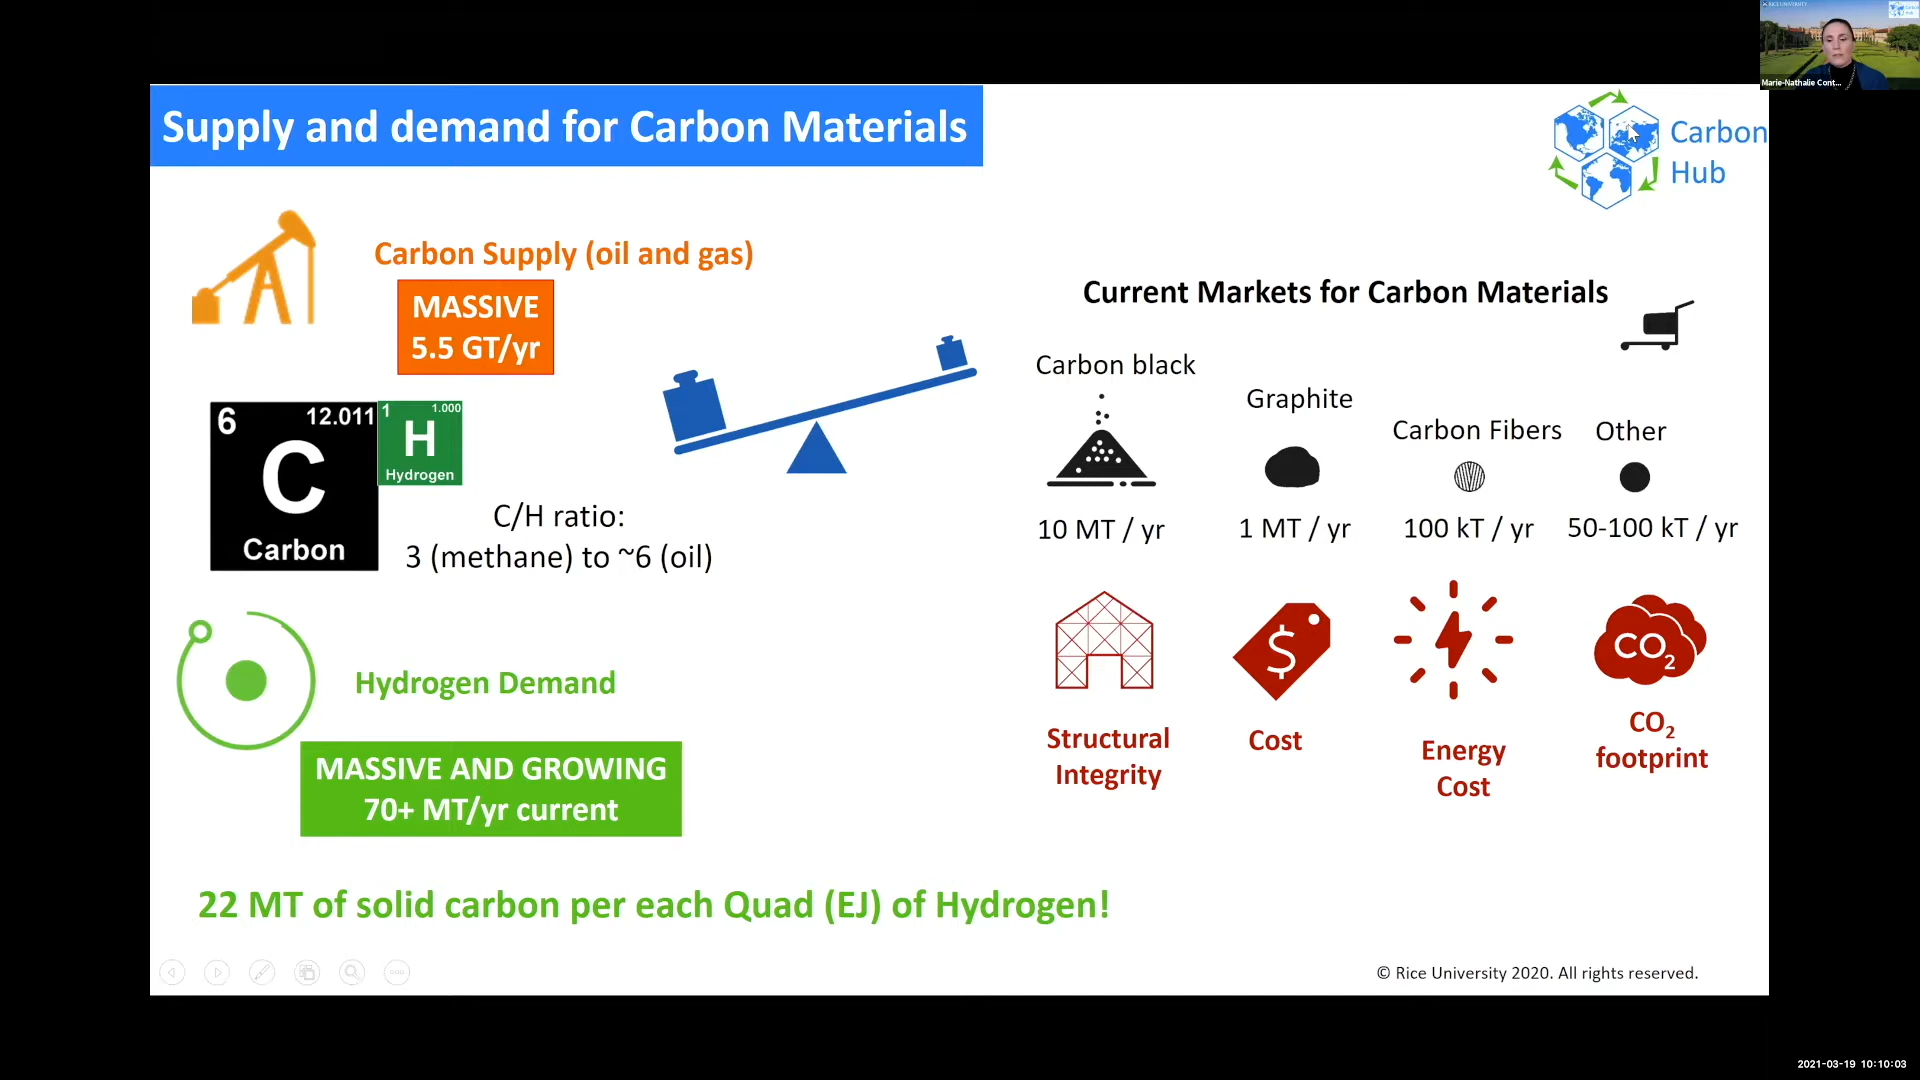 RICE UNIVERSITY
Carbon
Hub
Marie-Nathalie Cont...
Supply and demand for Carbon Materials
Carbon
Hub
Carbon Supply (oil and gas)
MASSIVE
5.5 GT/yr
6 12.011
C
Carbon
1 1.000
H
Hydrogen
C/H ratio:
3 (methane) to ~6 (oil)
Hydrogen Demand
MASSIVE AND GROWING
70+ MT/yr current
Current Markets for Carbon Materials
Carbon black
Graphite
Carbon Fibers
Other
10 MT / yr
1 MT / yr
100 kT / yr
50-100 kT / yr
$
CO₂
Structural
Integrity
Cost
Energy
Cost
CO₂
footprint
22 MT of solid carbon per each Quad (EJ) of Hydrogen!
© Rice University 2020. All rights reserved.
2021-03-19 10:10:03